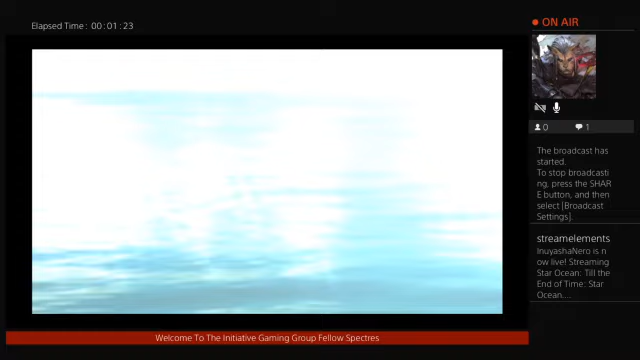 Elapsed Time : 00:01:23
ON AIR
0
1
The broadcast has
started.
To stop broadcasti
ng, press the SHAR
E button, and then
select [Broadcast
Settings].
streamelements
InuyashaNero is n
ow live! Streaming
Star Ocean: Till the
End of Time: Star
Ocean....
Welcome To The Initiative Gaming Group Fellow Spectres